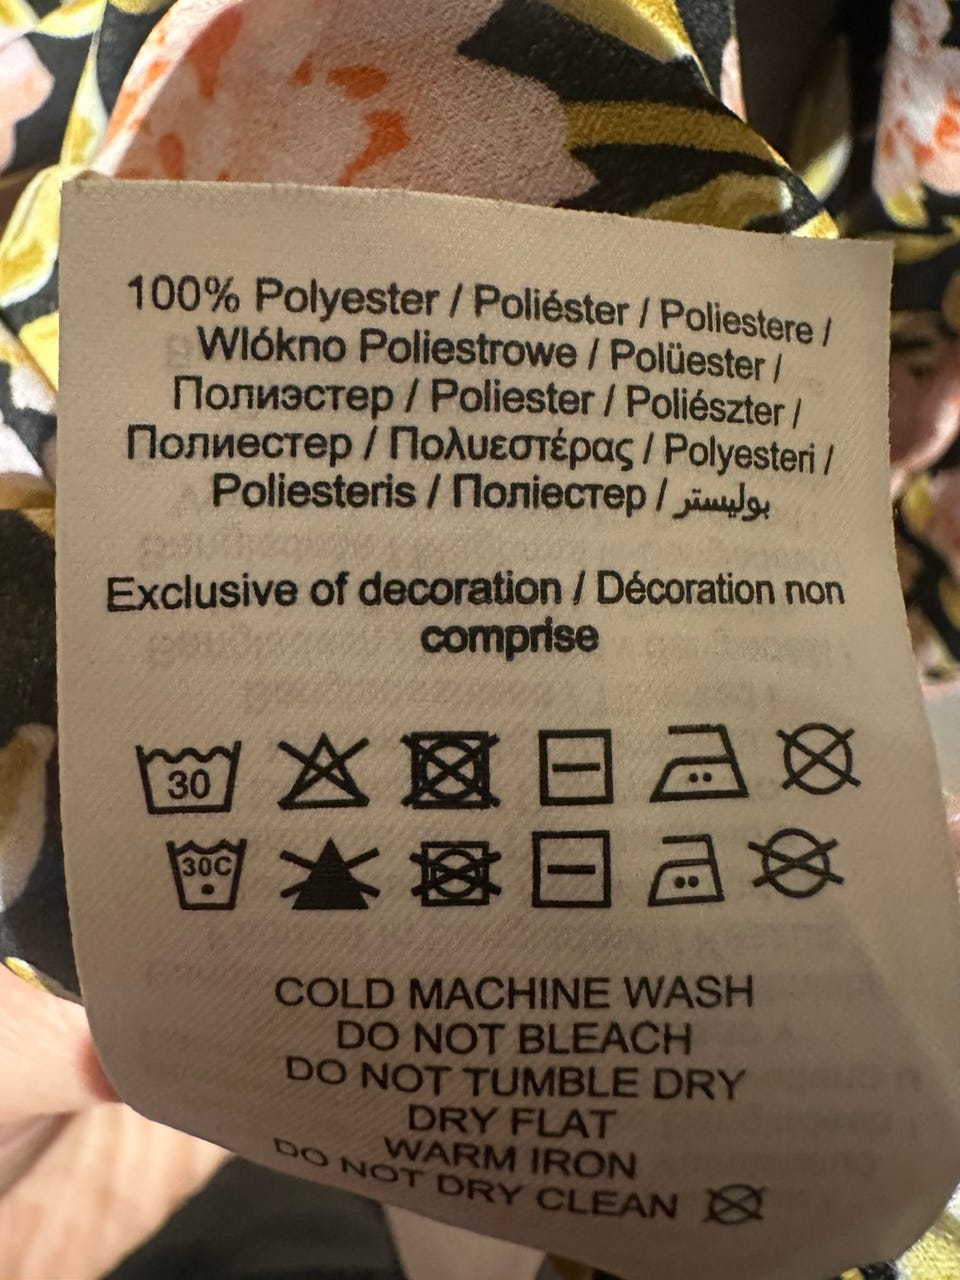 100% Polyester / Poliéster / Poliestere /
Wlókno Poliestrowe / Polüester /
Полиэстер / Poliester / Poliészter /
Полиестер / Πολυεστέρας / Polyesteri /
Poliesteris / Поліестер / بوليستر
Exclusive of decoration / Décoration non
comprise
30
30C
COLD MACHINE WASH
DO NOT BLEACH
DO NOT TUMBLE DRY
DRY FLAT
WARM IRON
DO NOT DRY CLEAN